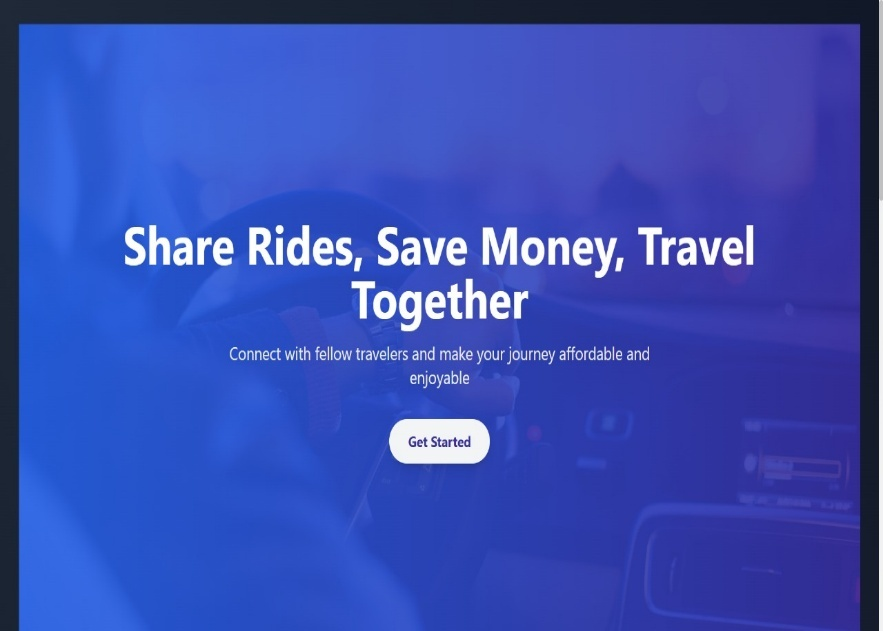 Share Rides, Save Money, Travel
Together
Connect with fellow travelers and make your journey affordable and
enjoyable
Get Started